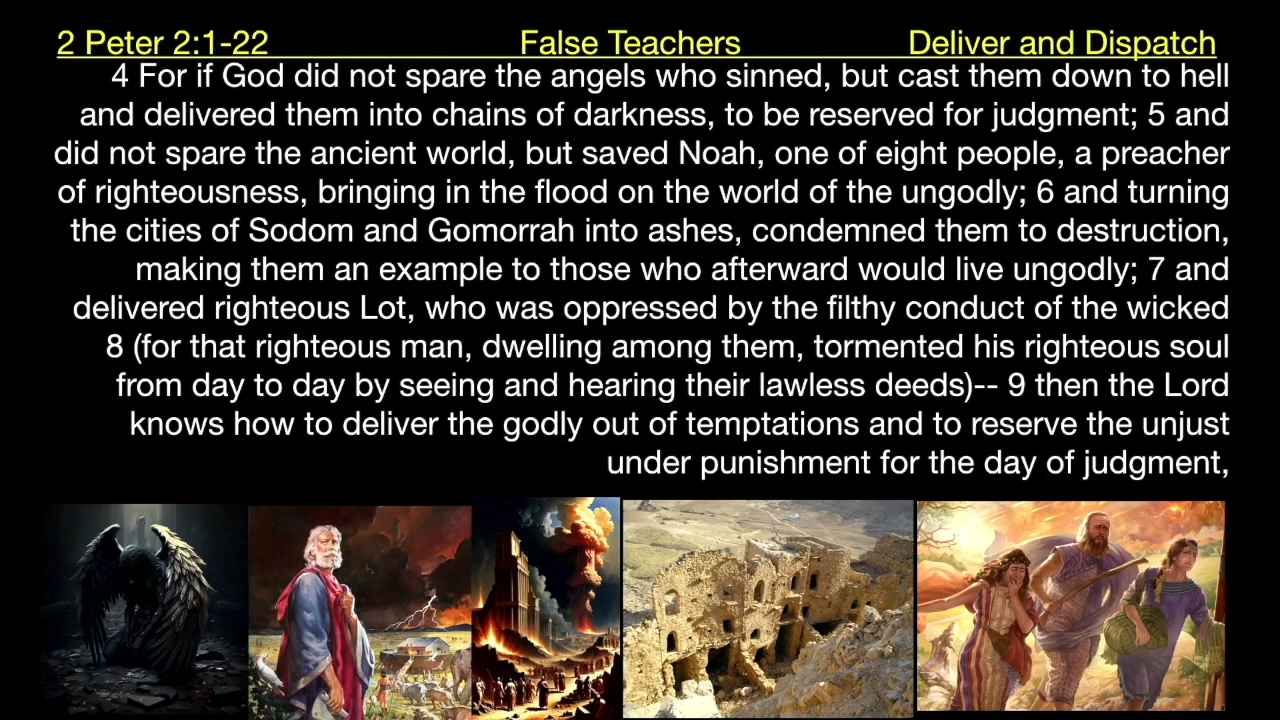 2 Peter 2:1-22 False Teachers Deliver and Dispatch
4 For if God did not spare the angels who sinned, but cast them down to hell
and delivered them into chains of darkness, to be reserved for judgment; 5 and
did not spare the ancient world, but saved Noah, one of eight people, a preacher
of righteousness, bringing in the flood on the world of the ungodly; 6 and turning
the cities of Sodom and Gomorrah into ashes, condemned them to destruction,
making them an example to those who afterward would live ungodly; 7 and
delivered righteous Lot, who was oppressed by the filthy conduct of the wicked
8 (for that righteous man, dwelling among them, tormented his righteous soul
from day to day by seeing and hearing their lawless deeds)-- 9 then the Lord
knows how to deliver the godly out of temptations and to reserve the unjust
under punishment for the day of judgment,